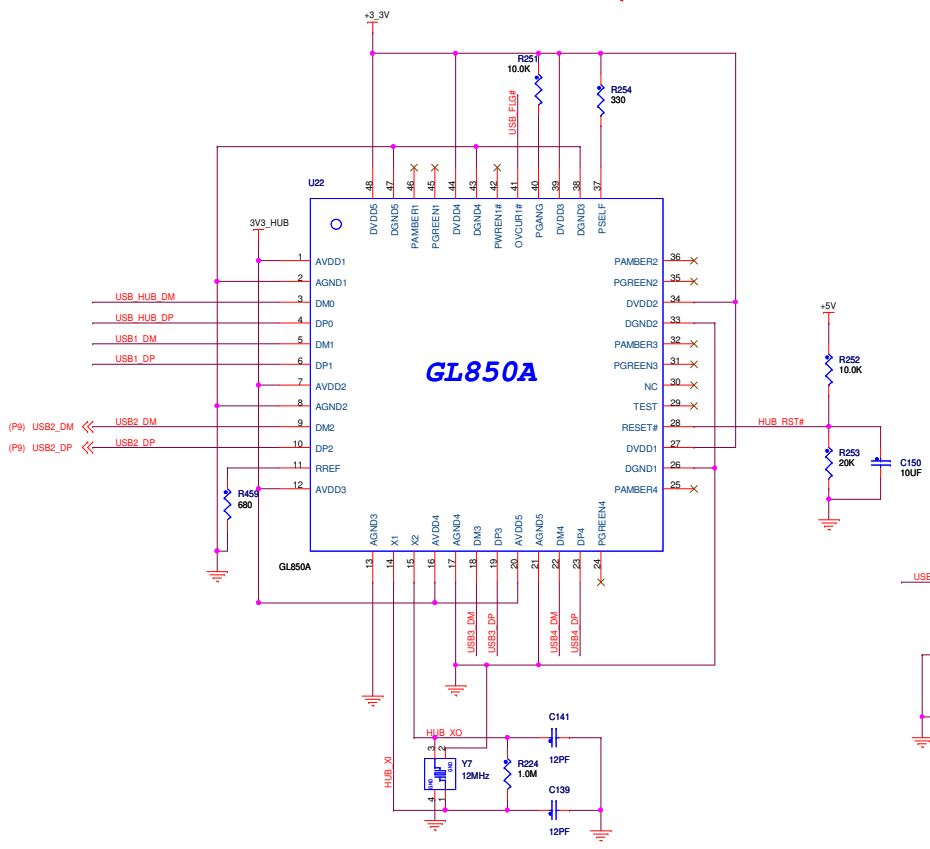 +3_3V
R251
10.0K
R254
330
USB_FLG#
U22
48
47
46
45
44
43
42
41
40
39
38
37
DVDD5
DGND5
PAMBER1
PGREEN1
DVDD4
DGND4
PWREN1#
OVCUR1#
PGANG
DVDD3
DGND3
PSELF
3V3_HUB
1 AVDD1
2 AGND1
USB_HUB_DM 3 DM0
USB_HUB_DP 4 DP0
USB1_DM 5 DM1
USB1_DP 6 DP1
7 AVDD2
8 AGND2
(P9) USB2_DM USB2_DM 9 DM2
(P9) USB2_DP USB2_DP 10 DP2
11 RREF
12 AVDD3
R459
680
GL850A
PAMBER2 36
PGREEN2 35
DVDD2 34
DGND2 33
PAMBER3 32
PGREEN3 31
NC 30
TEST 29
RESET# 28 HUB_RST#
DVDD1 27
DGND1 26
PAMBER4 25
+5V
R252
10.0K
R253
20K
C150
10UF
AGND3
X1
X2
AVDD4
AGND4
DM3
DP3
AVDD5
AGND5
DM4
DP4
PGREEN4
GL850A
13
14
15
16
17
18
19
20
21
22
23
24
USB3_DM
USB3_DP
USB4_DM
USB4_DP
USB
HUB_XO
HUB_XI
3
2
GND
GND
4
1
Y7
12MHz
R224
1.0M
C141
12PF
C139
12PF